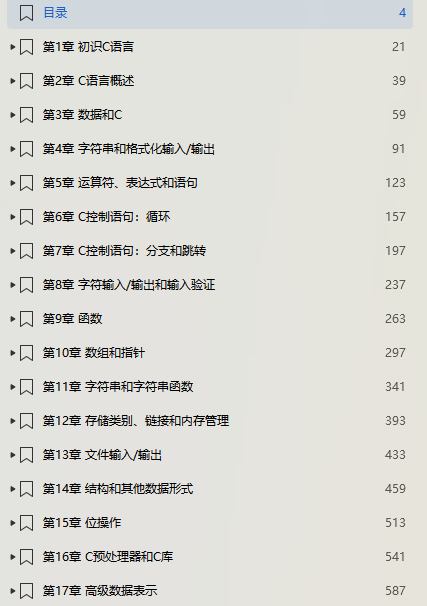 目录 4
第1章 初识C语言 21
第2章 C语言概述 39
第3章 数据和C 59
第4章 字符串和格式化输入/输出 91
第5章 运算符、表达式和语句 123
第6章 C控制语句：循环 157
第7章 C控制语句：分支和跳转 197
第8章 字符输入/输出和输入验证 237
第9章 函数 263
第10章 数组和指针 297
第11章 字符串和字符串函数 341
第12章 存储类别、链接和内存管理 393
第13章 文件输入/输出 433
第14章 结构和其他数据形式 459
第15章 位操作 513
第16章 C预处理器和C库 541
第17章 高级数据表示 587